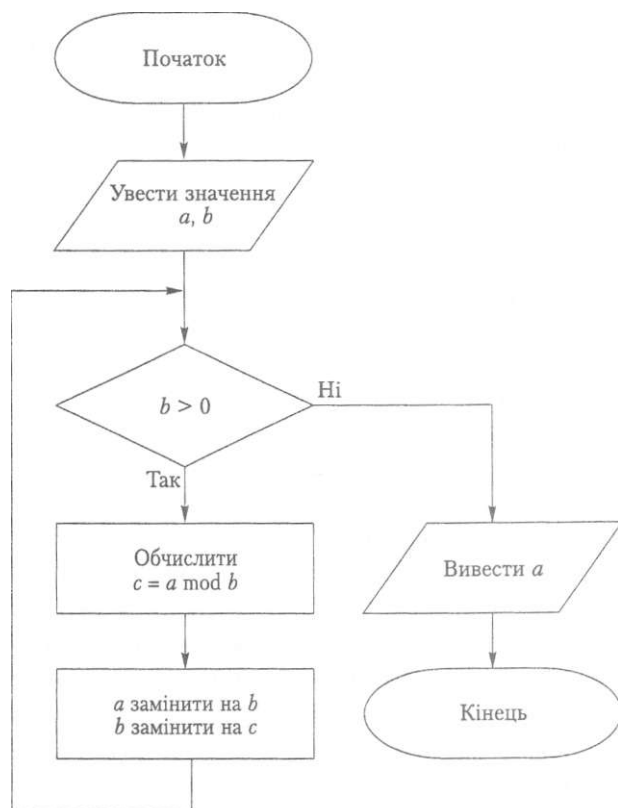 Початок
Увести значення
a, b
b > 0
Ні
Так
Обчислити
c = a mod b
Вивести a
a замінити на b
b замінити на c
Кінець